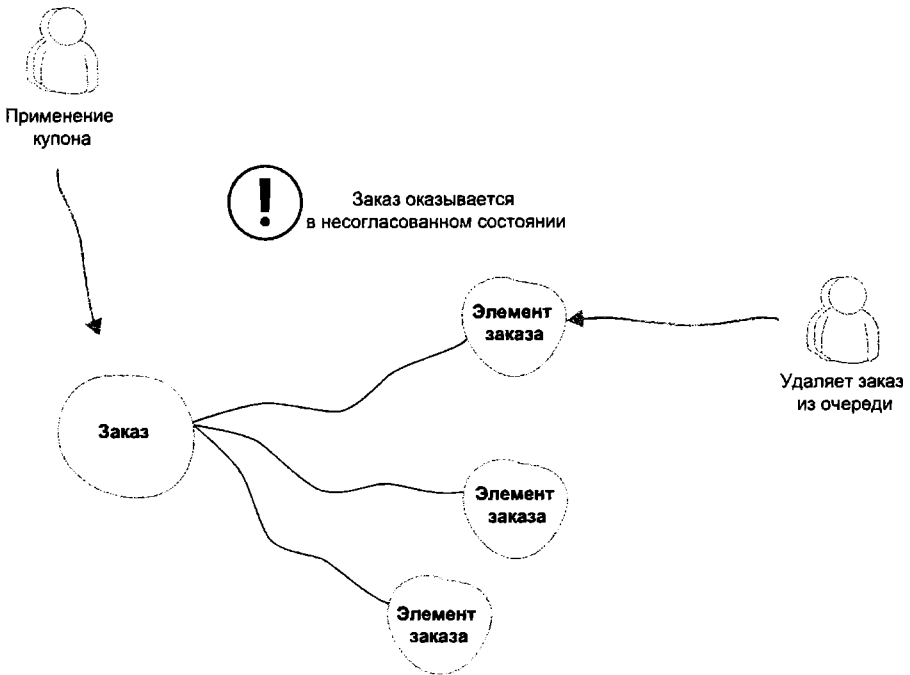 Применение
купона
!
Заказ оказывается
в несогласованном состоянии
Элемент
заказа
Удаляет заказ
из очереди
Заказ
Элемент
заказа
Элемент
заказа